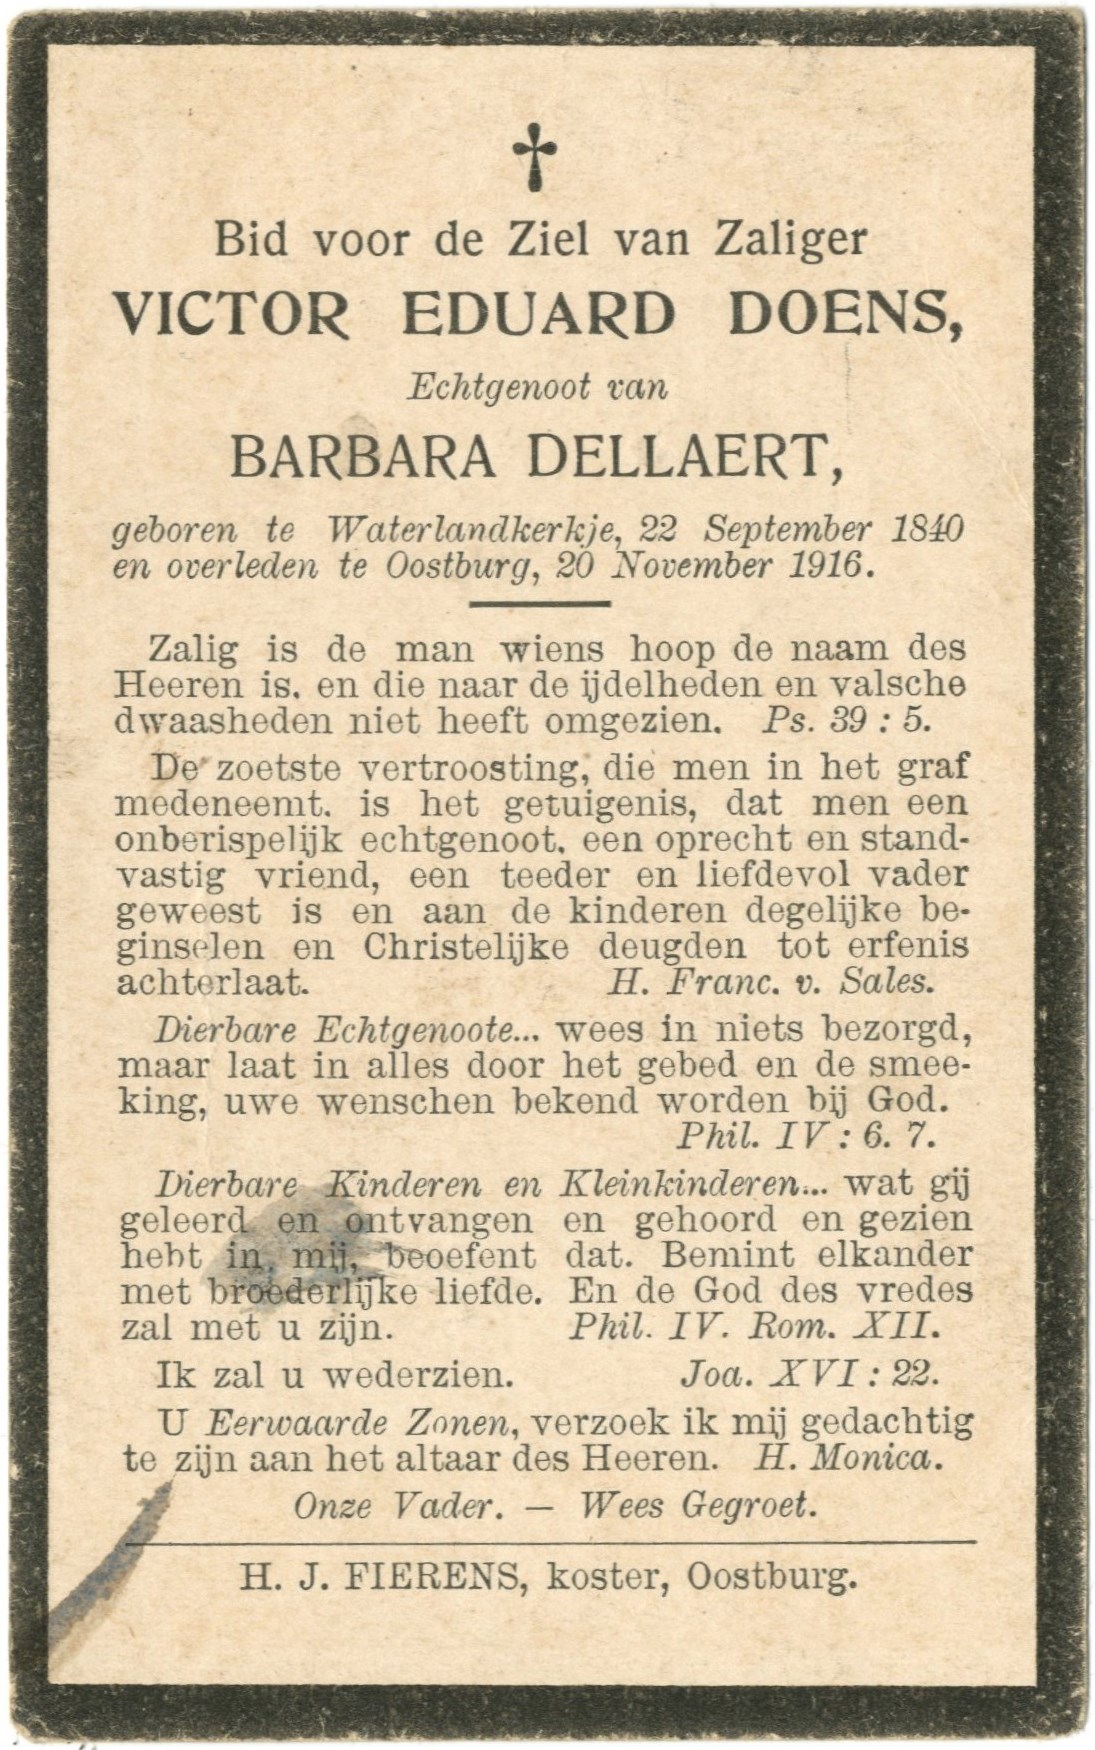 Bid voor de Ziel van Zaliger
VICTOR EDUARD DOENS,
Echtgenoot van
BARBARA DELLAERT,
geboren te Waterlandkerkje, 22 September 1840
en overleden te Oostburg, 20 November 1916.
Zalig is de man wiens hoop de naam des
Heeren is. en die naar de ijdelheden en valsche
dwaasheden niet heeft omgezien. Ps. 39 : 5.
De zoetste vertroosting, die men in het graf
medeneemt. is het getuigenis, dat men een
onberispelijk echtgenoot. een oprecht en stand-
vastig vriend, een teeder en liefdevol vader
geweest is en aan de kinderen degelijke be-
ginselen en Christelijke deugden tot erfenis
achterlaat. H. Franc. v. Sales.
Dierbare Echtgenoote... wees in niets bezorgd,
maar laat in alles door het gebed en de smee-
king, uwe wenschen bekend worden bij God.
Phil. IV : 6. 7.
Dierbare Kinderen en Kleinkinderen... wat gij
geleerd en ontvangen en gehoord en gezien
hebt in mij, beoefent dat. Bemint elkander
met broederlijke liefde. En de God des vredes
zal met u zijn. Phil. IV. Rom. XII.
Ik zal u wederzien. Joa. XVI : 22.
U Eerwaarde Zonen, verzoek ik mij gedachtig
te zijn aan het altaar des Heeren. H. Monica.
Onze Vader. — Wees Gegroet.
H. J. FIERENS, koster, Oostburg.